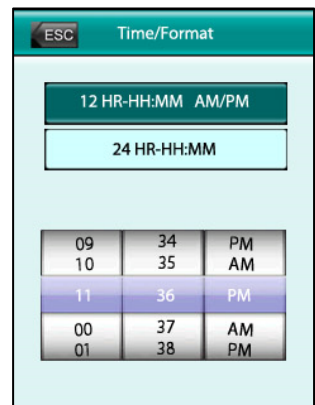 ESC Time/Format
12 HR-HH:MM AM/PM
24 HR-HH:MM
09 34 PM
10 35 AM
11 36 PM
00 37 AM
01 38 PM